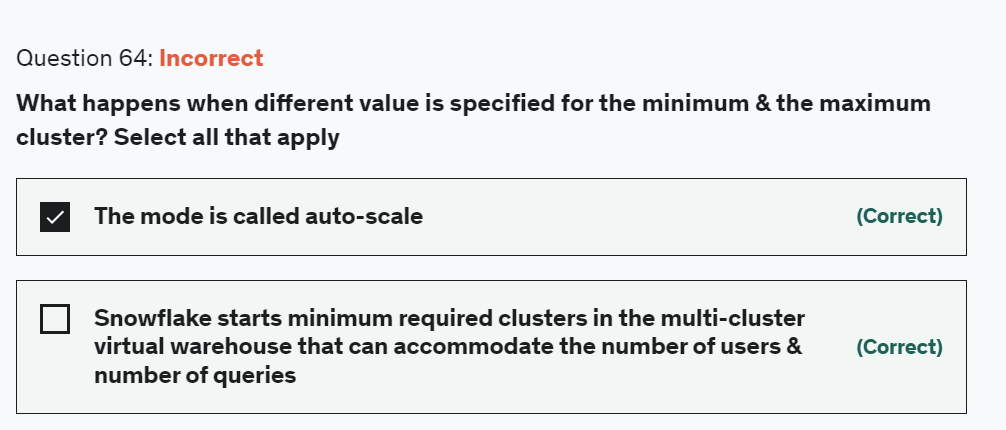 Question 64: Incorrect
What happens when different value is specified for the minimum & the maximum
cluster? Select all that apply
The mode is called auto-scale
(Correct)
Snowflake starts minimum required clusters in the multi-cluster
virtual warehouse that can accommodate the number of users &
number of queries
(Correct)